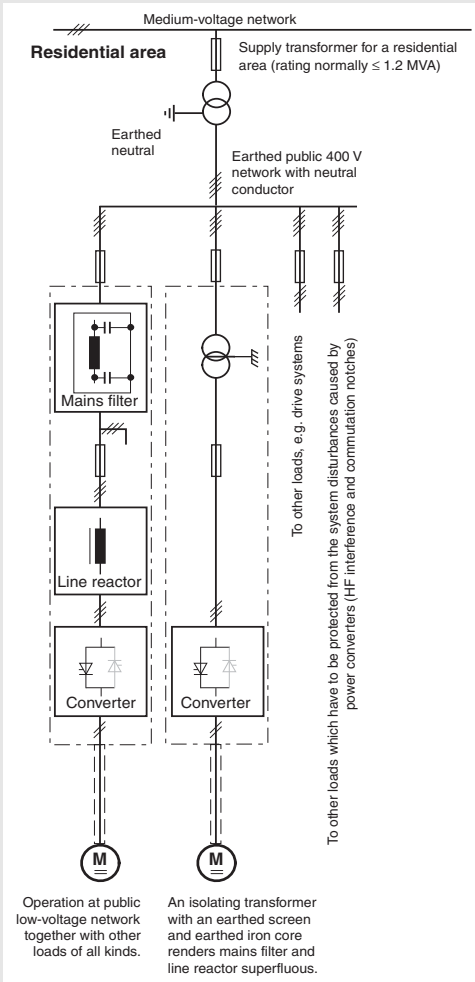 Medium-voltage network
Residential area
Supply transformer for a residential
area (rating normally ≤ 1.2 MVA)
Earthed
neutral
Earthed public 400 V
network with neutral
conductor
Mains filter
Line reactor
Converter
Converter
To other loads, e.g. drive systems
To other loads which have to be protected from the system disturbances caused by
power converters (HF interference and commutation notches)
M
M
Operation at public
low-voltage network
together with other
loads of all kinds.
An isolating transformer
with an earthed screen
and earthed iron core
renders mains filter and
line reactor superfluous.